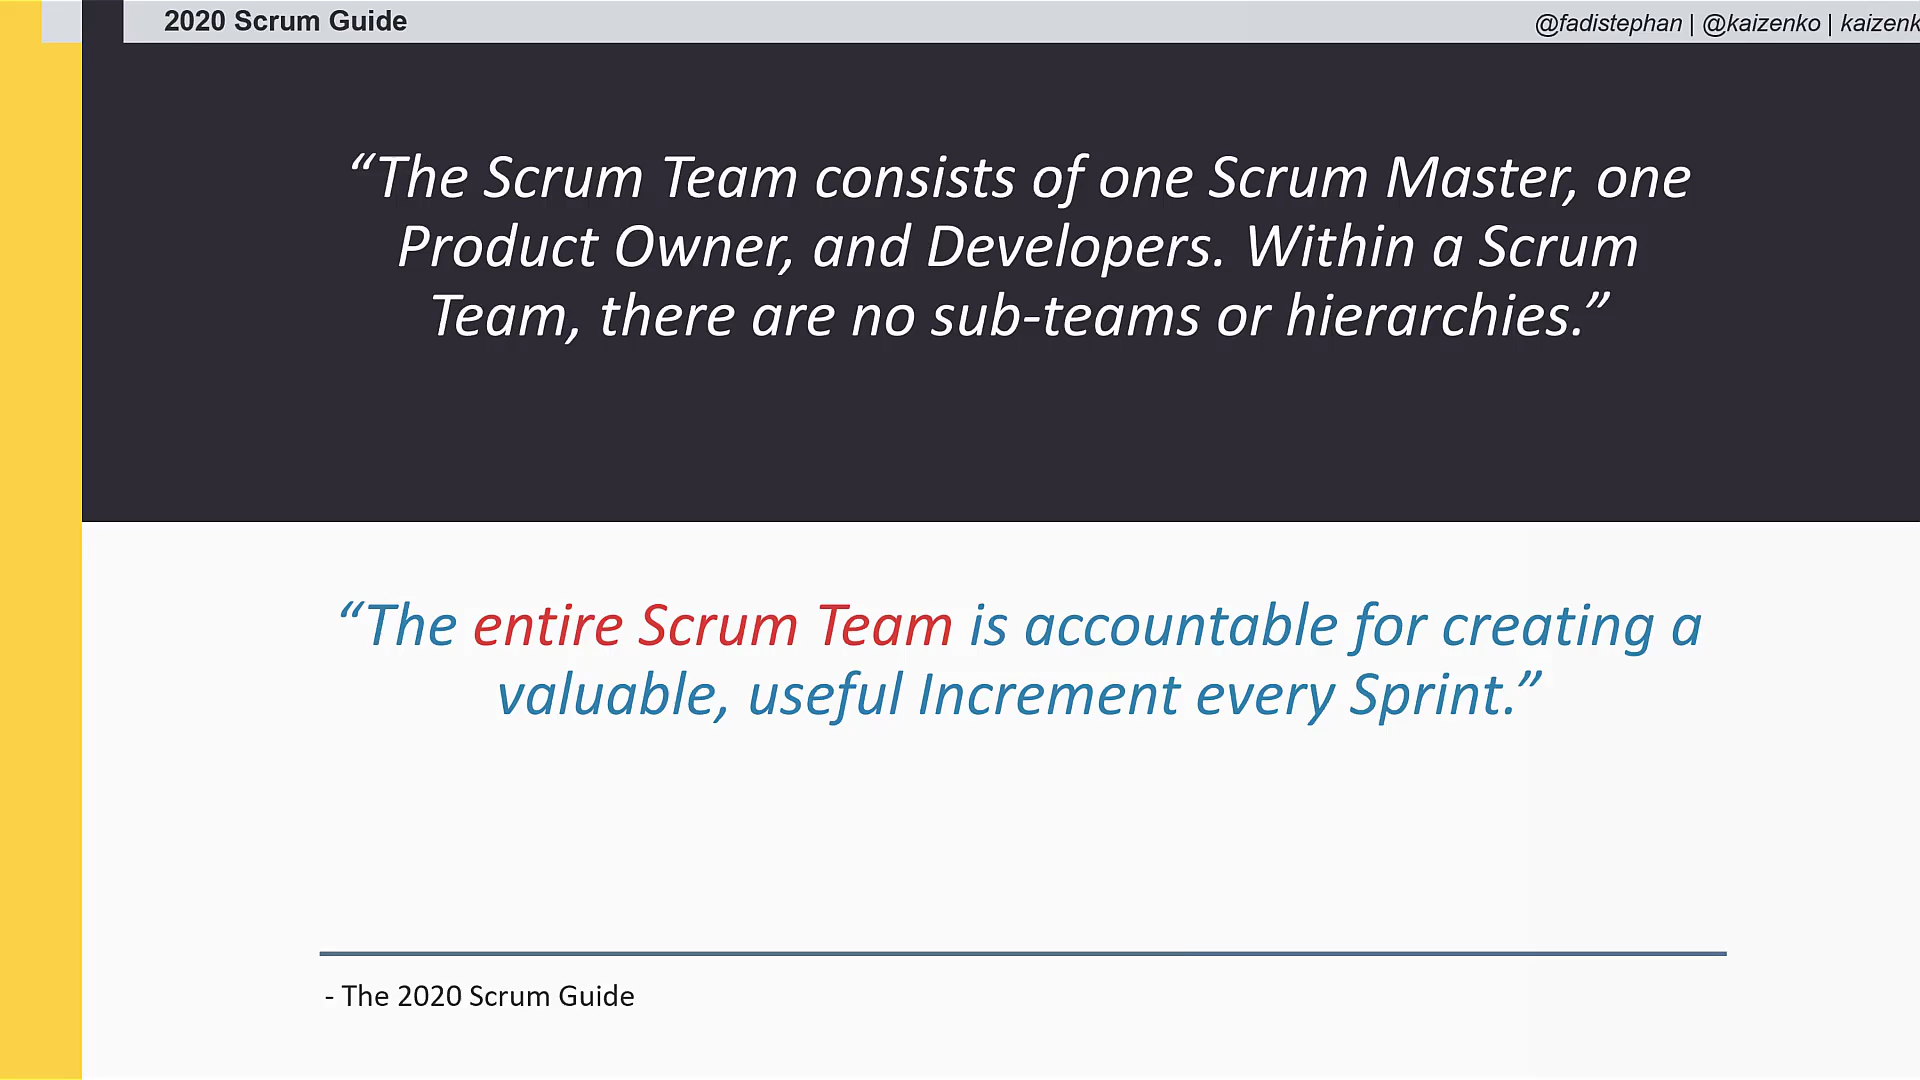 2020 Scrum Guide
@fadistephan | @kaizenko | kaizenk
“The Scrum Team consists of one Scrum Master, one
Product Owner, and Developers. Within a Scrum
Team, there are no sub-teams or hierarchies.”
“The entire Scrum Team is accountable for creating a
valuable, useful Increment every Sprint.”
- The 2020 Scrum Guide